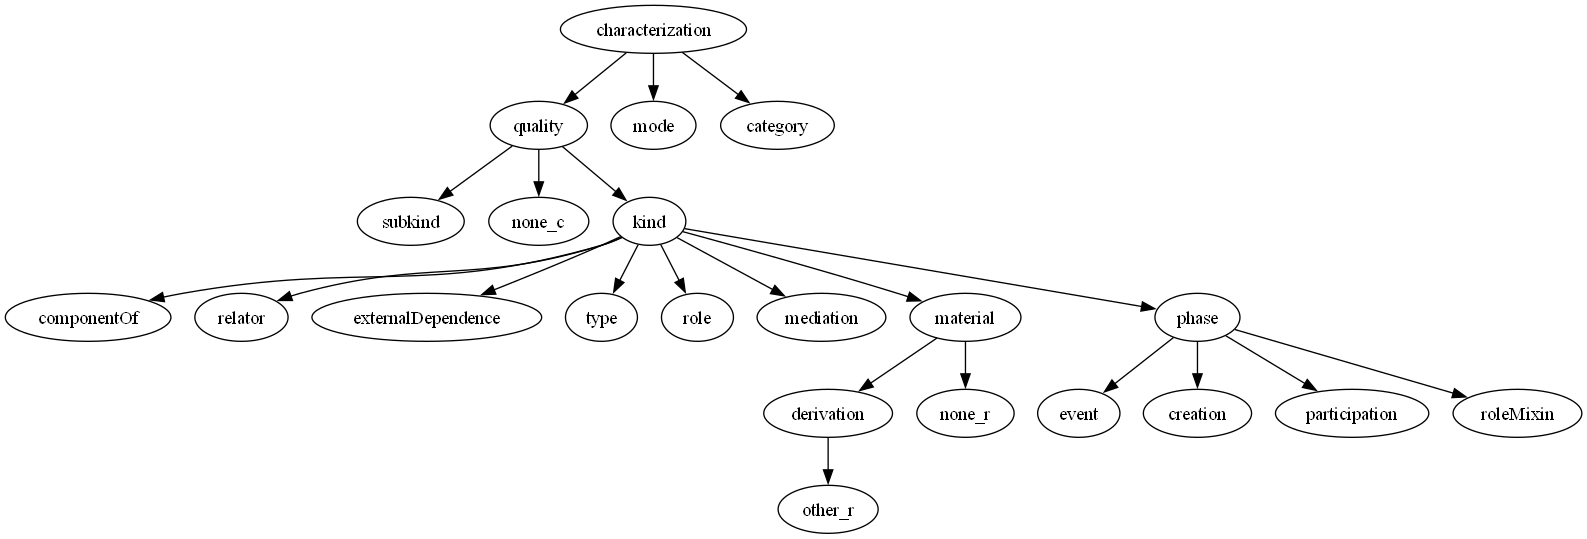 characterization
quality
mode
category
subkind
none_c
kind
componentOf
relator
externalDependence
type
role
mediation
material
phase
derivation
none_r
event
creation
participation
roleMixin
other_r